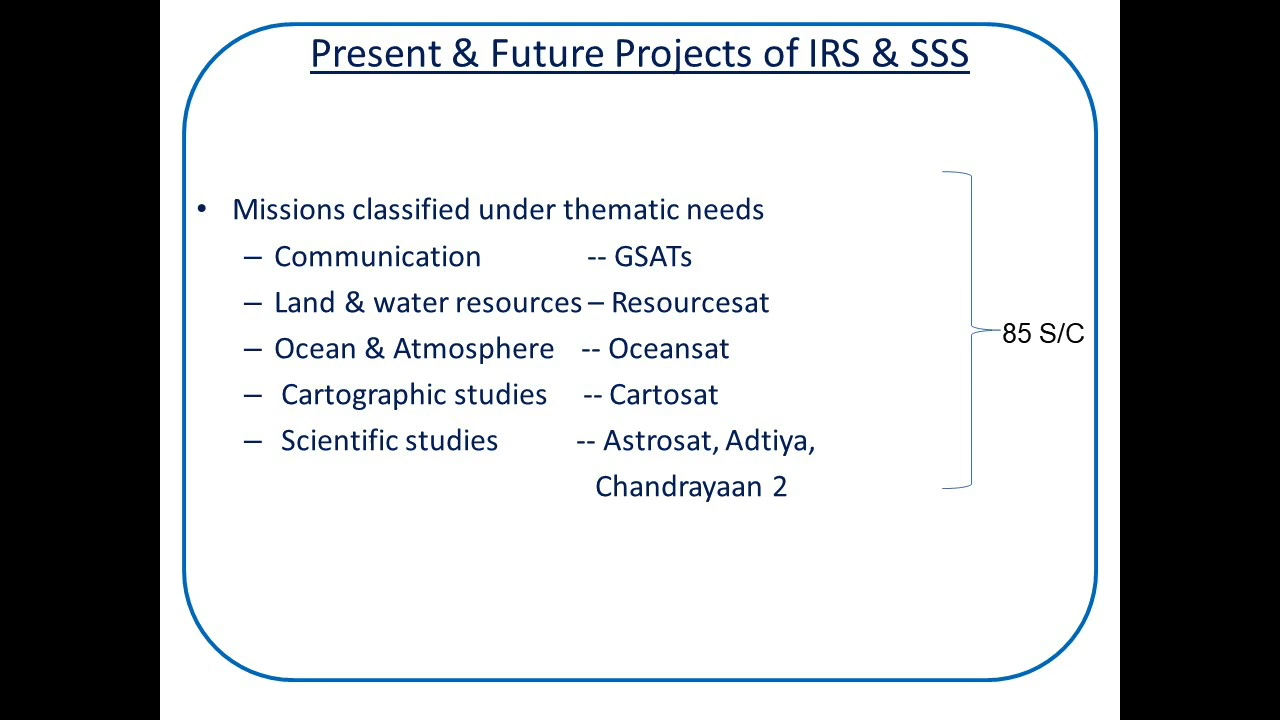 Present & Future Projects of IRS & SSS
• Missions classified under thematic needs
– Communication -- GSATs
– Land & water resources – Resourcesat
– Ocean & Atmosphere -- Oceansat
– Cartographic studies -- Cartosat
– Scientific studies -- Astrosat, Adtiya,
Chandrayaan 2
85 S/C